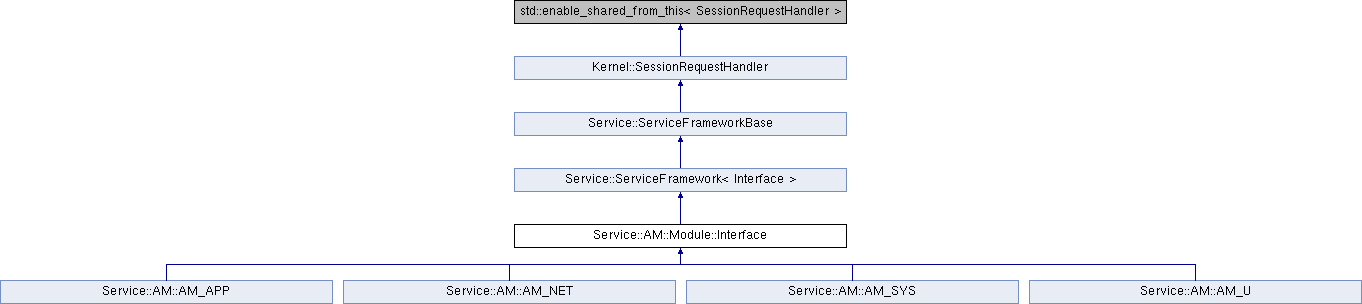 std::enable_shared_from_this< SessionRequestHandler >
Kernel::SessionRequestHandler
Service::ServiceFrameworkBase
Service::ServiceFramework< Interface >
Service::AM::Module::Interface
Service::AM::AM_APP
Service::AM::AM_NET
Service::AM::AM_SYS
Service::AM::AM_U